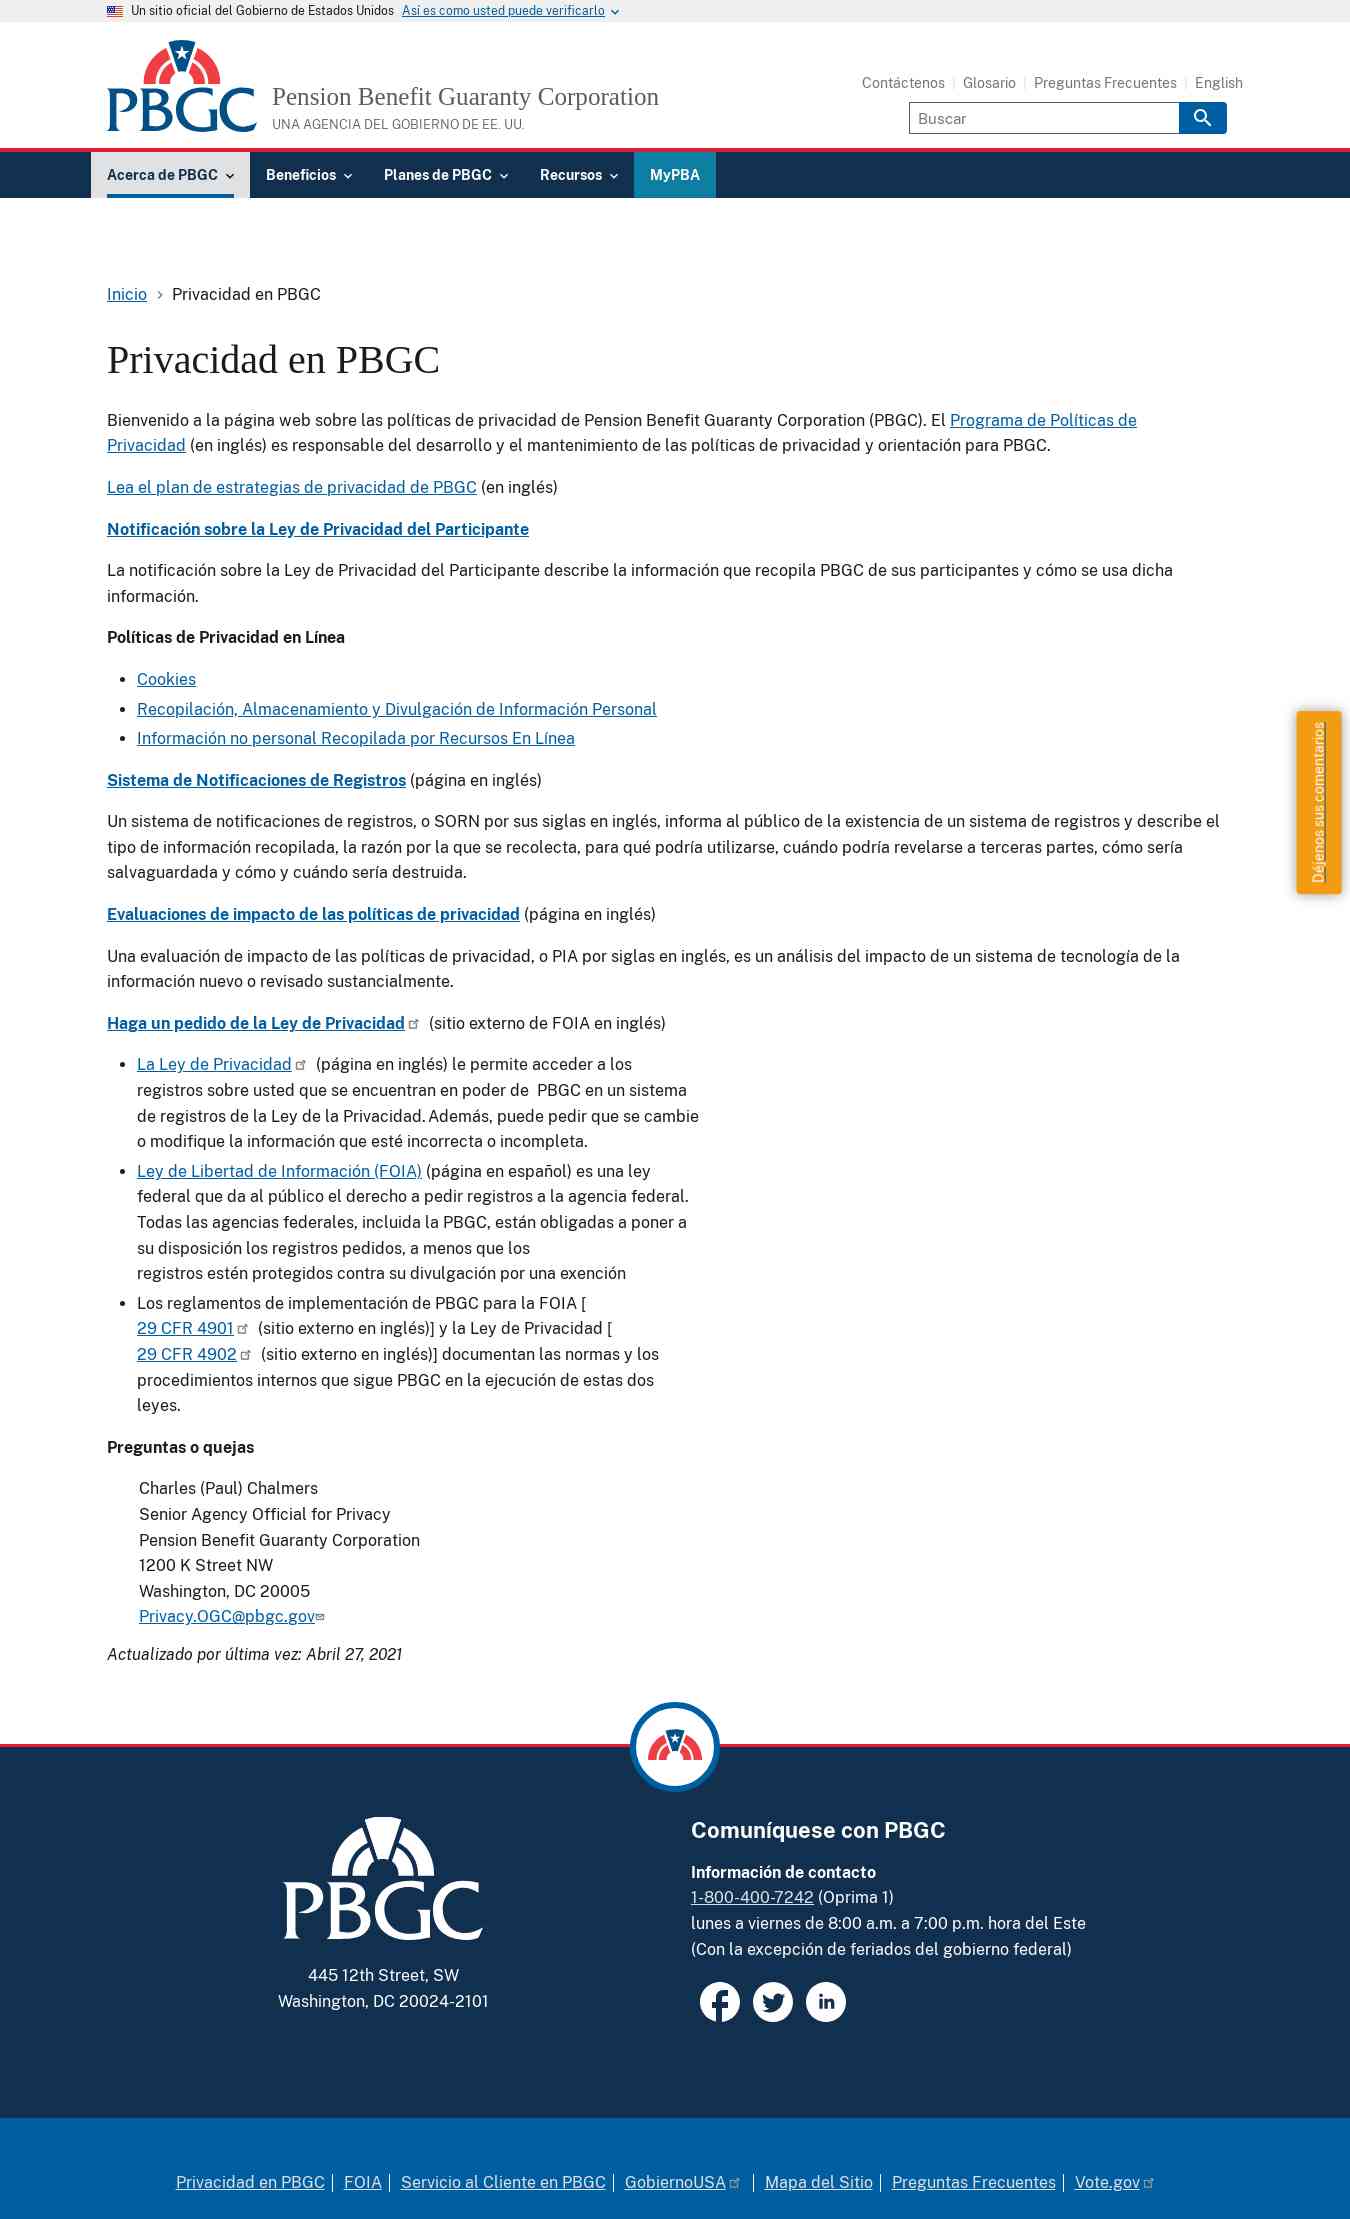 Un sitio oficial del Gobierno de Estados Unidos Así es como usted puede verificarlo
PBGC
Pension Benefit Guaranty Corporation
UNA AGENCIA DEL GOBIERNO DE EE. UU.
Contáctenos Glosario Preguntas Frecuentes English
Buscar
Acerca de PBGC Beneficios Planes de PBGC Recursos MyPBA
Inicio Privacidad en PBGC
Privacidad en PBGC
Bienvenido a la página web sobre las políticas de privacidad de Pension Benefit Guaranty Corporation (PBGC). El Programa de Políticas de
Privacidad (en inglés) es responsable del desarrollo y el mantenimiento de las políticas de privacidad y orientación para PBGC.
Lea el plan de estrategias de privacidad de PBGC (en inglés)
Notificación sobre la Ley de Privacidad del Participante
La notificación sobre la Ley de Privacidad del Participante describe la información que recopila PBGC de sus participantes y cómo se usa dicha
información.
Políticas de Privacidad en Línea
• Cookies
• Recopilación, Almacenamiento y Divulgación de Información Personal
• Información no personal Recopilada por Recursos En Línea
Déjenos sus comentarios
Sistema de Notificaciones de Registros (página en inglés)
Un sistema de notificaciones de registros, o SORN por sus siglas en inglés, informa al público de la existencia de un sistema de registros y describe el
tipo de información recopilada, la razón por la que se recolecta, para qué podría utilizarse, cuándo podría revelarse a terceras partes, cómo sería
salvaguardada y cómo y cuándo sería destruida.
Evaluaciones de impacto de las políticas de privacidad (página en inglés)
Una evaluación de impacto de las políticas de privacidad, o PIA por siglas en inglés, es un análisis del impacto de un sistema de tecnología de la
información nuevo o revisado sustancialmente.
Haga un pedido de la Ley de Privacidad (sitio externo de FOIA en inglés)
• La Ley de Privacidad (página en inglés) le permite acceder a los
registros sobre usted que se encuentran en poder de PBGC en un sistema
de registros de la Ley de la Privacidad. Además, puede pedir que se cambie
o modifique la información que esté incorrecta o incompleta.
• Ley de Libertad de Información (FOIA) (página en español) es una ley
federal que da al público el derecho a pedir registros a la agencia federal.
Todas las agencias federales, incluida la PBGC, están obligadas a poner a
su disposición los registros pedidos, a menos que los
registros estén protegidos contra su divulgación por una exención
• Los reglamentos de implementación de PBGC para la FOIA [
29 CFR 4901 (sitio externo en inglés)] y la Ley de Privacidad [
29 CFR 4902 (sitio externo en inglés)] documentan las normas y los
procedimientos internos que sigue PBGC en la ejecución de estas dos
leyes.
Preguntas o quejas
Charles (Paul) Chalmers
Senior Agency Official for Privacy
Pension Benefit Guaranty Corporation
1200 K Street NW
Washington, DC 20005
Privacy.OGC@pbgc.gov
Actualizado por última vez: Abril 27, 2021
PBGC
445 12th Street, SW
Washington, DC 20024-2101
Comuníquese con PBGC
Información de contacto
1-800-400-7242 (Oprima 1)
lunes a viernes de 8:00 a.m. a 7:00 p.m. hora del Este
(Con la excepción de feriados del gobierno federal)
Privacidad en PBGC FOIA Servicio al Cliente en PBGC GobiernoUSA Mapa del Sitio Preguntas Frecuentes Vote.gov